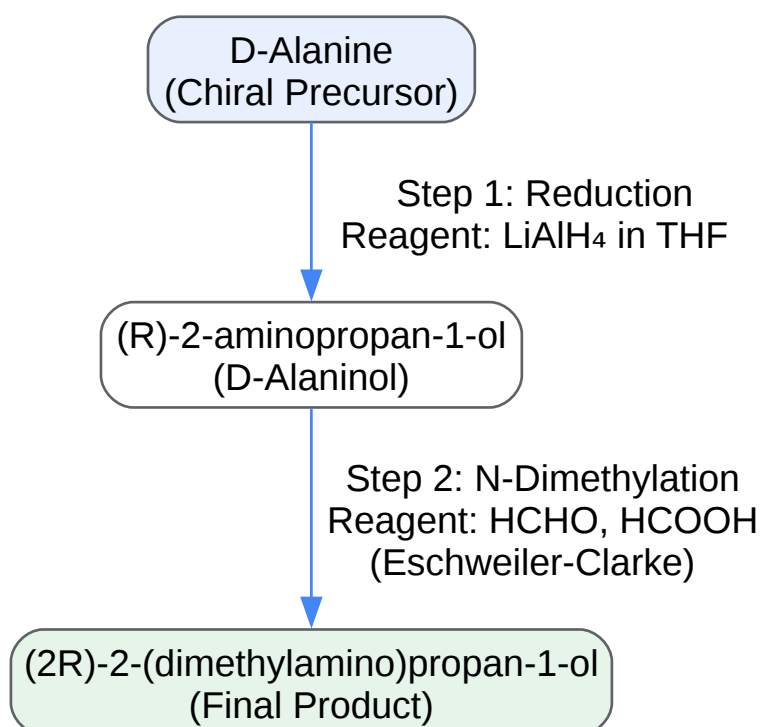 D-Alanine
(Chiral Precursor)
Step 1: Reduction
Reagent: LiAlH₄ in THF
(R)-2-aminopropan-1-ol
(D-Alaninol)
Step 2: N-Dimethylation
Reagent: HCHO, HCOOH
(Eschweiler-Clarke)
(2R)-2-(dimethylamino)propan-1-ol
(Final Product)